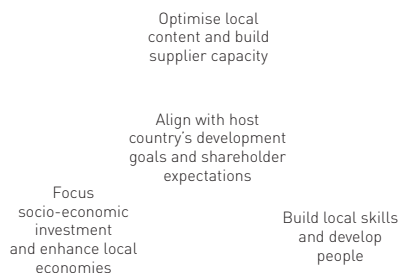 Optimise local
content and build
supplier capacity
Align with host
country's development
goals and shareholder
expectations
Focus
socio-economic
investment
and enhance local
economies
Build local skills
and develop
people